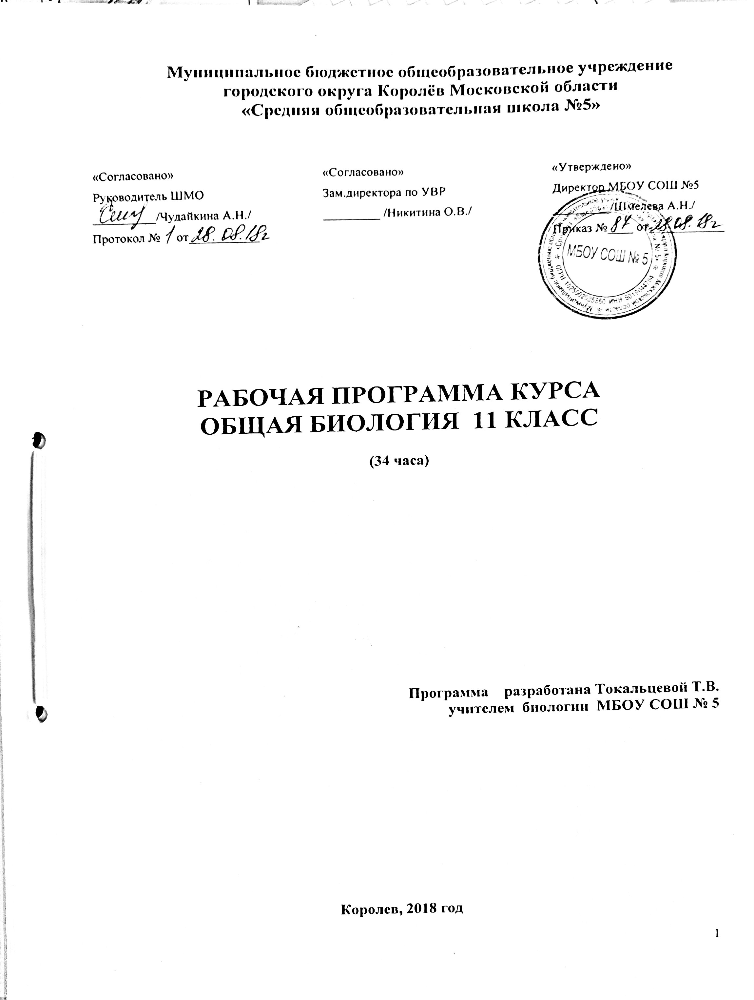 Муниципальное бюджетное общеобразовательное учреждение
городского округа Королёв Московской области
«Средняя общеобразовательная школа №5»
«Согласовано»
Руководитель ШМО
/Чудайкина А.Н./
Протокол № 1 от 28.08.18г
«Согласовано»
Зам.директора по УВР
/Никитина О.В./
«Утверждено»
Директор МБОУ СОШ №5
/Шмелева А.Н./
Приказ № 84 от 28.08.18г
МБОУ СОШ № 5
РАБОЧАЯ ПРОГРАММА КУРСА
ОБЩАЯ БИОЛОГИЯ 11 КЛАСС
(34 часа)
Программа разработана Токальцевой Т.В.
учителем биологии МБОУ СОШ № 5
Королев, 2018 год
1